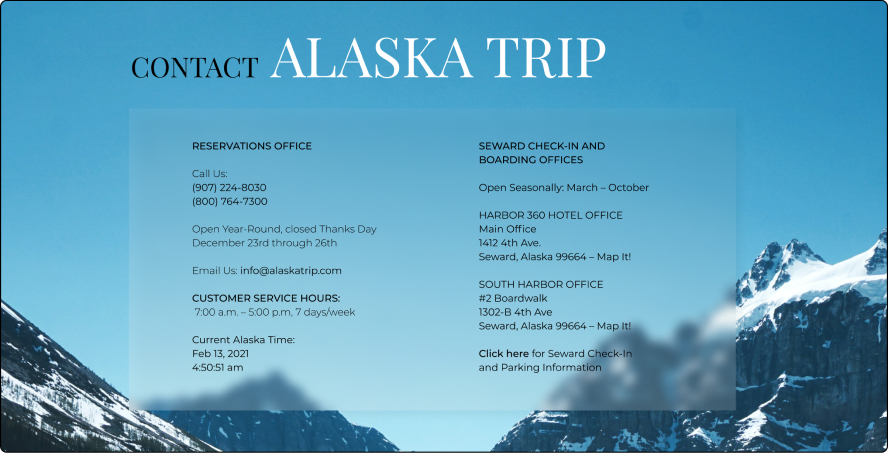 CONTACT ALASKA TRIP
RESERVATIONS OFFICE
Call Us:
(907) 224-8030
(800) 764-7300
Open Year-Round, closed Thanks Day
December 23rd through 26th
Email Us: info@alaskatrip.com
CUSTOMER SERVICE HOURS:
7:00 a.m. – 5:00 p.m, 7 days/week
Current Alaska Time:
Feb 13, 2021
4:50:51 am
SEWARD CHECK-IN AND
BOARDING OFFICES
Open Seasonally: March – October
HARBOR 360 HOTEL OFFICE
Main Office
1412 4th Ave.
Seward, Alaska 99664 – Map It!
SOUTH HARBOR OFFICE
#2 Boardwalk
1302-B 4th Ave
Seward, Alaska 99664 – Map It!
Click here for Seward Check-In
and Parking Information